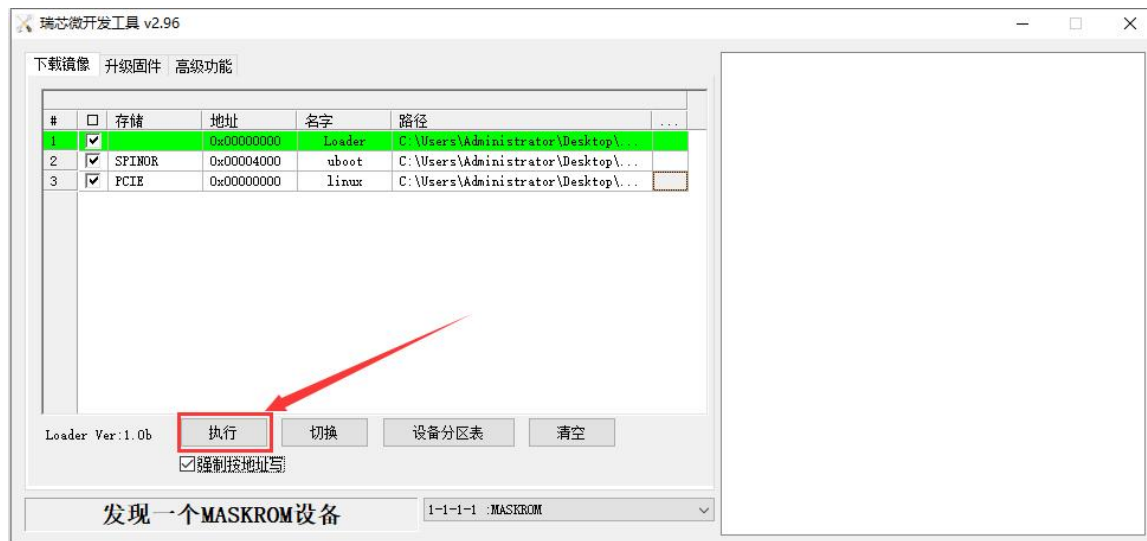 瑞芯微开发工具 v2.96
下载镜像 升级固件 高级功能
# 存储 地址 名字 路径 ...
1 0x00000000 Loader C:\Users\Administrator\Desktop\...
2 SPINOR 0x00004000 uboot C:\Users\Administrator\Desktop\...
3 PCIE 0x00000000 linux C:\Users\Administrator\Desktop\...
Loader Ver:1.0b 执行 切换 设备分区表 清空
强制按地址写
发现一个MASKROM设备 1-1-1-1 :MASKROM